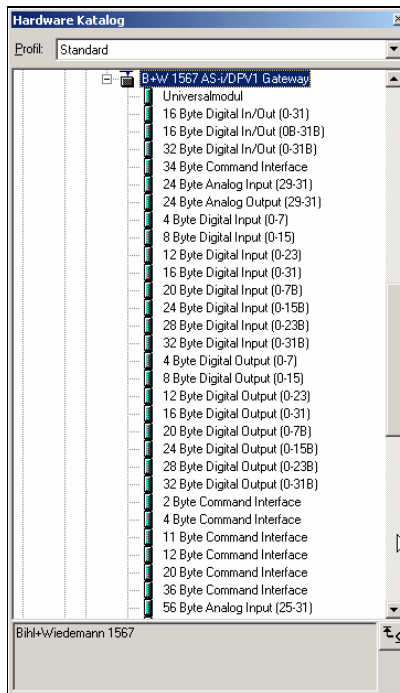 Hardware Katalog
Profil: Standard
B+W 1567 AS-i/DPV1 Gateway
Universalmodul
16 Byte Digital In/Out (0-31)
16 Byte Digital In/Out (0B-31B)
32 Byte Digital In/Out (0-31B)
34 Byte Command Interface
24 Byte Analog Input (29-31)
24 Byte Analog Output (29-31)
4 Byte Digital Input (0-7)
8 Byte Digital Input (0-15)
12 Byte Digital Input (0-23)
16 Byte Digital Input (0-31)
20 Byte Digital Input (0-7B)
24 Byte Digital Input (0-15B)
28 Byte Digital Input (0-23B)
32 Byte Digital Input (0-31B)
4 Byte Digital Output (0-7)
8 Byte Digital Output (0-15)
12 Byte Digital Output (0-23)
16 Byte Digital Output (0-31)
20 Byte Digital Output (0-7B)
24 Byte Digital Output (0-15B)
28 Byte Digital Output (0-23B)
32 Byte Digital Output (0-31B)
2 Byte Command Interface
4 Byte Command Interface
11 Byte Command Interface
12 Byte Command Interface
20 Byte Command Interface
36 Byte Command Interface
56 Byte Analog Input (25-31)
Bihl+Wiedemann 1567